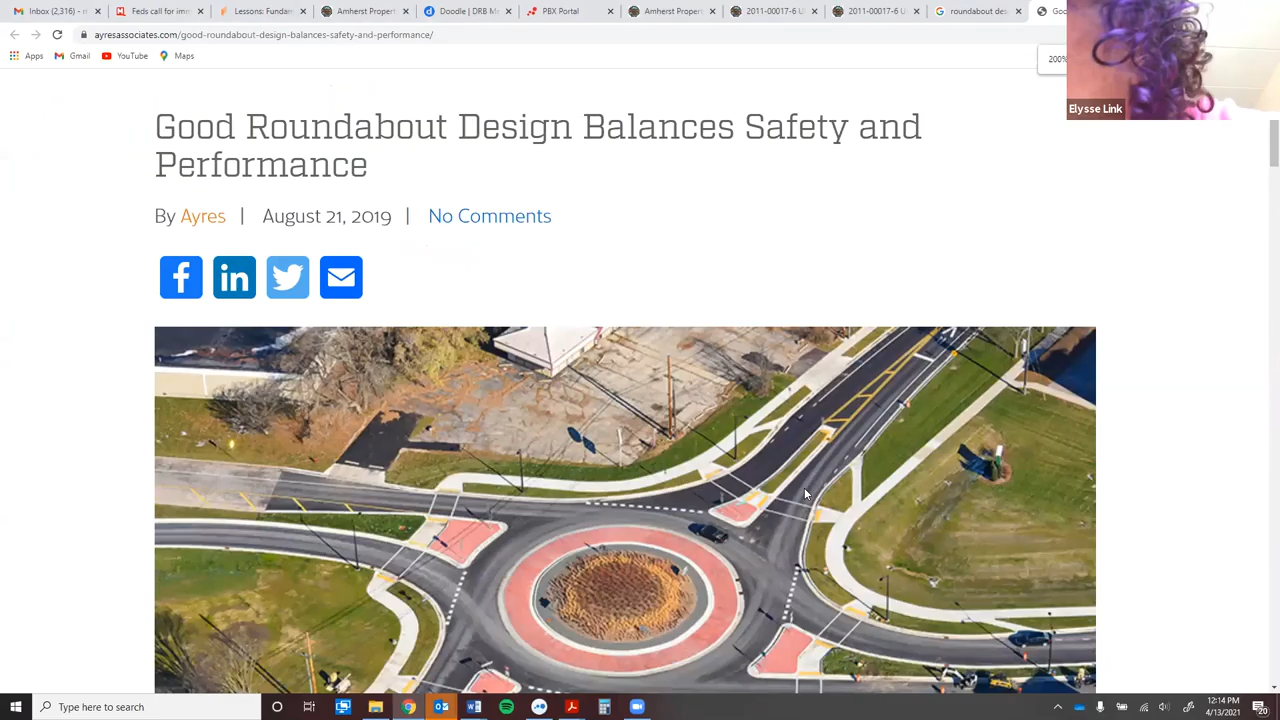 Inbox (2,316) - m
Feds call for imm
Lessons: Fundam
Amherst Propert
Doodle | DRB M
PBX Portal
Amherst Propert
2011-00017-6 U
2011-00017-6 U
roundabout des
Goo
ayresassociates.com/good-roundabout-design-balances-safety-and-performance/
Apps
Gmail
YouTube
Maps
200%
Elysse Link
Good Roundabout Design Balances Safety and
Performance
By Ayres | August 21, 2019 | No Comments
Type here to search
12:14 PM
4/13/2021
20